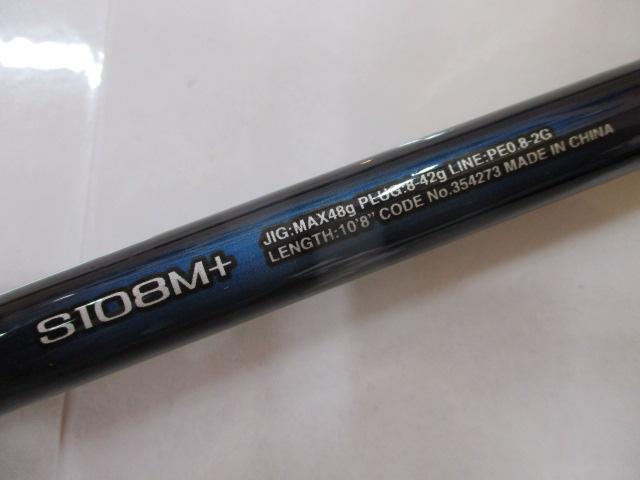 S108M+
JIG:MAX48g PLUG:8-42g LINE:PE0.8-2G
LENGTH:10'8" CODE No.354273 MADE IN CHINA